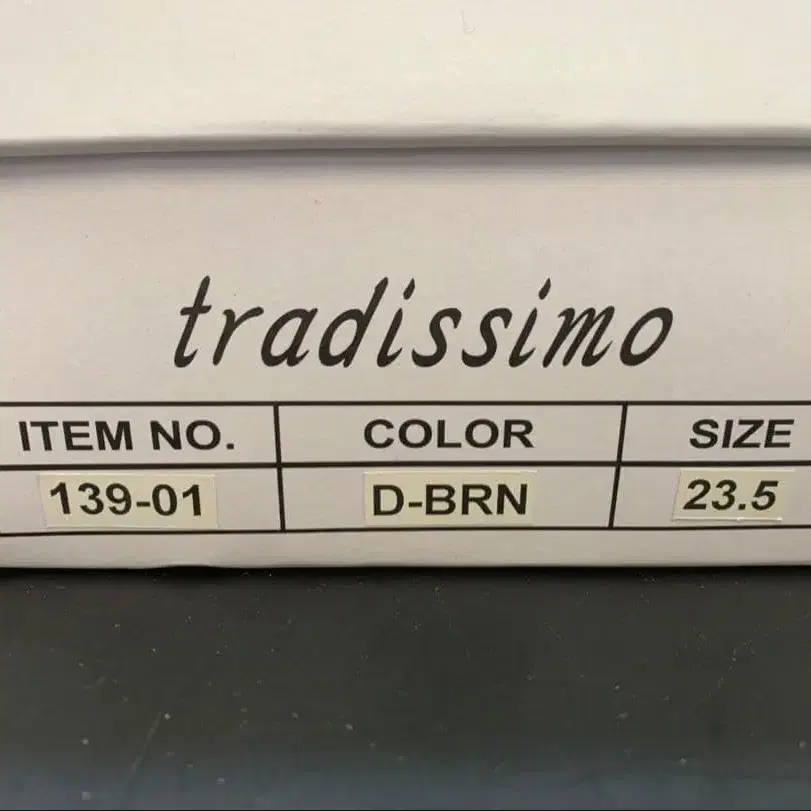 tradissimo
ITEM NO. COLOR SIZE
139-01 D-BRN 23.5